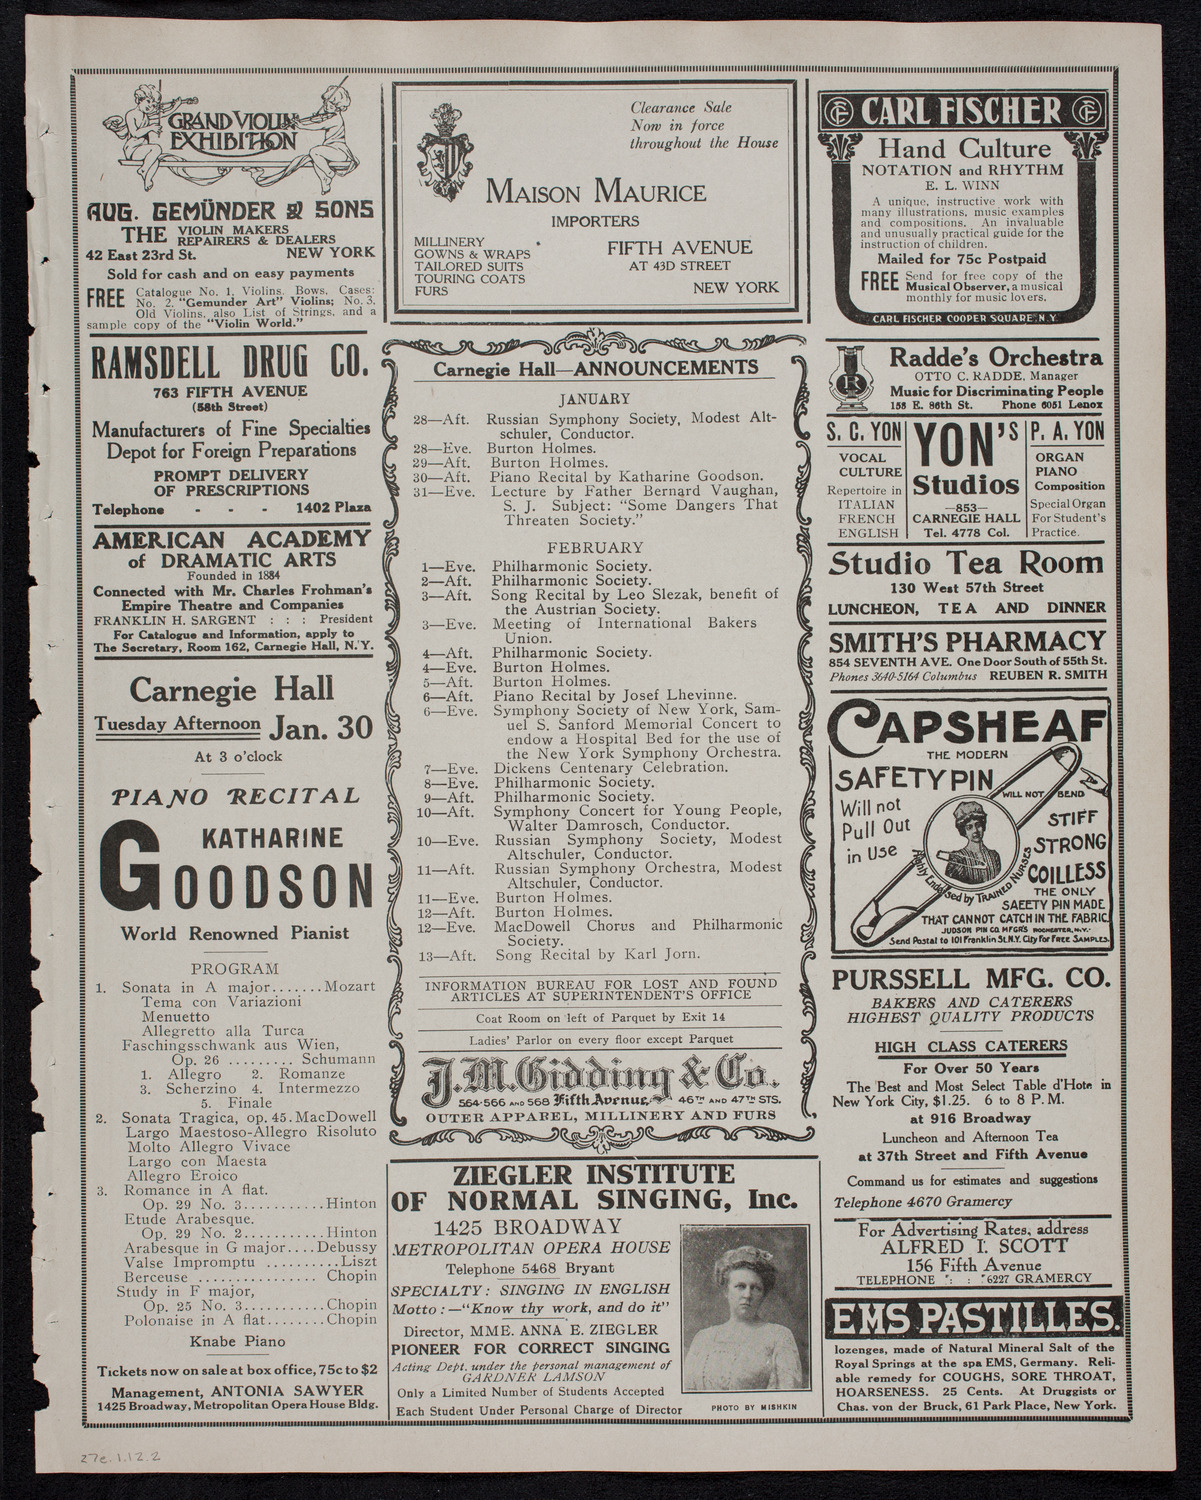 GRAND VIOLIN
EXHIBITION
AUG. GEMÜNDER & SONS
THE VIOLIN MAKERS
REPAIRERS & DEALERS
42 East 23rd St. NEW YORK
Sold for cash and on easy payments
FREE Catalogue No. 1, Violins, Bows, Cases:
No. 2, "Gemunder Art" Violins; No. 3,
Old Violins, also List of Strings, and a
sample copy of the "Violin World."
RAMSDELL DRUG CO.
763 FIFTH AVENUE
(58th Street)
Manufacturers of Fine Specialties
Depot for Foreign Preparations
PROMPT DELIVERY
OF PRESCRIPTIONS
Telephone - - - 1402 Plaza
AMERICAN ACADEMY
of DRAMATIC ARTS
Founded in 1884
Connected with Mr. Charles Frohman's
Empire Theatre and Companies
FRANKLIN H. SARGENT : : : President
For Catalogue and Information, apply to
The Secretary, Room 162, Carnegie Hall, N.Y.
Carnegie Hall
Tuesday Afternoon Jan. 30
At 3 o'clock
PIANO RECITAL
KATHARINE
GOODSON
World Renowned Pianist
PROGRAM
1. Sonata in A major.......Mozart
Tema con Variazioni
Menuetto
Allegretto alla Turca
Faschingsschwank aus Wien,
Op. 26 ......... Schumann
1. Allegro 2. Romanze
3. Scherzino 4. Intermezzo
5. Finale
2. Sonata Tragica, op. 45. MacDowell
Largo Maestoso-Allegro Risoluto
Molto Allegro Vivace
Largo con Maesta
Allegro Eroico
3. Romance in A flat.
Op. 29 No. 3...........Hinton
Etude Arabesque.
Op. 29 No. 2...........Hinton
Arabesque in G major....Debussy
Valse Impromptu ..........Liszt
Berceuse ................ Chopin
Study in F major,
Op. 25 No. 3...........Chopin
Polonaise in A flat........Chopin
Knabe Piano
Tickets now on sale at box office, 75c to $2
Management, ANTONIA SAWYER
1425 Broadway, Metropolitan Opera House Bldg.
Clearance Sale
Now in force
throughout the House
MAISON MAURICE
IMPORTERS
MILLINERY
GOWNS & WRAPS
TAILORED SUITS
TOURING COATS
FURS
FIFTH AVENUE
AT 43D STREET
NEW YORK
Carnegie Hall—ANNOUNCEMENTS
JANUARY
28—Aft. Russian Symphony Society, Modest Alt-
schuler, Conductor.
28—Eve. Burton Holmes.
29—Aft. Burton Holmes.
30—Aft. Piano Recital by Katharine Goodson.
31—Eve. Lecture by Father Bernard Vaughan,
S. J. Subject: "Some Dangers That
Threaten Society."
FEBRUARY
1—Eve. Philharmonic Society.
2—Aft. Philharmonic Society.
3—Aft. Song Recital by Leo Slezak, benefit of
the Austrian Society.
3—Eve. Meeting of International Bakers
Union.
4—Aft. Philharmonic Society.
4—Eve. Burton Holmes.
5—Aft. Burton Holmes.
6—Aft. Piano Recital by Josef Lhevinne.
6—Eve. Symphony Society of New York, Sam-
uel S. Sanford Memorial Concert to
endow a Hospital Bed for the use of
the New York Symphony Orchestra.
7—Eve. Dickens Centenary Celebration.
8—Eve. Philharmonic Society.
9—Aft. Philharmonic Society.
10—Aft. Symphony Concert for Young People,
Walter Damrosch, Conductor.
10—Eve. Russian Symphony Society, Modest
Altschuler, Conductor.
11—Aft. Russian Symphony Orchestra, Modest
Altschuler, Conductor.
11—Eve. Burton Holmes.
12—Aft. Burton Holmes.
12—Eve. MacDowell Chorus and Philharmonic
Society.
13—Aft. Song Recital by Karl Jorn.
INFORMATION BUREAU FOR LOST AND FOUND
ARTICLES AT SUPERINTENDENT'S OFFICE
Coat Room on left of Parquet by Exit 14
Ladies' Parlor on every floor except Parquet
J.M. Gidding & Co.
564-566 AND 568 Fifth Avenue, 46TH AND 47TH STS.
OUTER APPAREL, MILLINERY AND FURS
ZIEGLER INSTITUTE
OF NORMAL SINGING, Inc.
1425 BROADWAY
METROPOLITAN OPERA HOUSE
Telephone 5468 Bryant
SPECIALTY: SINGING IN ENGLISH
Motto:—"Know thy work, and do it"
Director, MME. ANNA E. ZIEGLER
PIONEER FOR CORRECT SINGING
Acting Dept. under the personal management of
GARDNER LAMSON
Only a Limited Number of Students Accepted
Each Student Under Personal Charge of Director
PHOTO BY MISHKIN
CF CARL FISCHER CF
Hand Culture
NOTATION and RHYTHM
E. L. WINN
A unique, instructive work with
many illustrations, music examples
and compositions. An invaluable
and unusually practical guide for the
instruction of children.
Mailed for 75c Postpaid
FREE Send for free copy of the
Musical Observer, a musical
monthly for music lovers.
CARL FISCHER COOPER SQUARE N.Y.
R
Radde's Orchestra
OTTO C. RADDE, Manager
Music for Discriminating People
158 E. 86th St. Phone 6051 Lenox
S. C. YON
VOCAL
CULTURE
Repertoire in
ITALIAN
FRENCH
ENGLISH
YON'S
Studios
—853—
CARNEGIE HALL
Tel. 4778 Col.
P. A. YON
ORGAN
PIANO
Composition
Special Organ
For Student's
Practice.
Studio Tea Room
130 West 57th Street
LUNCHEON, TEA AND DINNER
SMITH'S PHARMACY
854 SEVENTH AVE. One Door South of 55th St.
Phones 3640-5164 Columbus REUBEN R. SMITH
CAPSHEAF
THE MODERN
SAFETY PIN
WILL NOT BEND
Will not
Pull Out
in Use
STIFF
STRONG
COILLESS
Highly Endorsed by TRAINED NURSES
THE ONLY
SAFETY PIN MADE
THAT CANNOT CATCH IN THE FABRIC.
JUDSON PIN CO. MFGR'S ROCHESTER, N.Y.
Send Postal to 101 Franklin St. N.Y. City for FREE SAMPLES.
PURSSELL MFG. CO.
BAKERS AND CATERERS
HIGHEST QUALITY PRODUCTS
HIGH CLASS CATERERS
For Over 50 Years
The Best and Most Select Table d'Hote in
New York City, $1.25. 6 to 8 P.M.
at 916 Broadway
Luncheon and Afternoon Tea
at 37th Street and Fifth Avenue
Command us for estimates and suggestions
Telephone 4670 Gramercy
For Advertising Rates, address
ALFRED I. SCOTT
156 Fifth Avenue
TELEPHONE : : : 6227 GRAMERCY
EMS PASTILLES.
lozenges, made of Natural Mineral Salt of the
Royal Springs at the spa EMS, Germany. Reli-
able remedy for COUGHS, SORE THROAT,
HOARSENESS. 25 Cents. At Druggists or
Chas. von der Bruck, 61 Park Place, New York.
27e.1.12.2